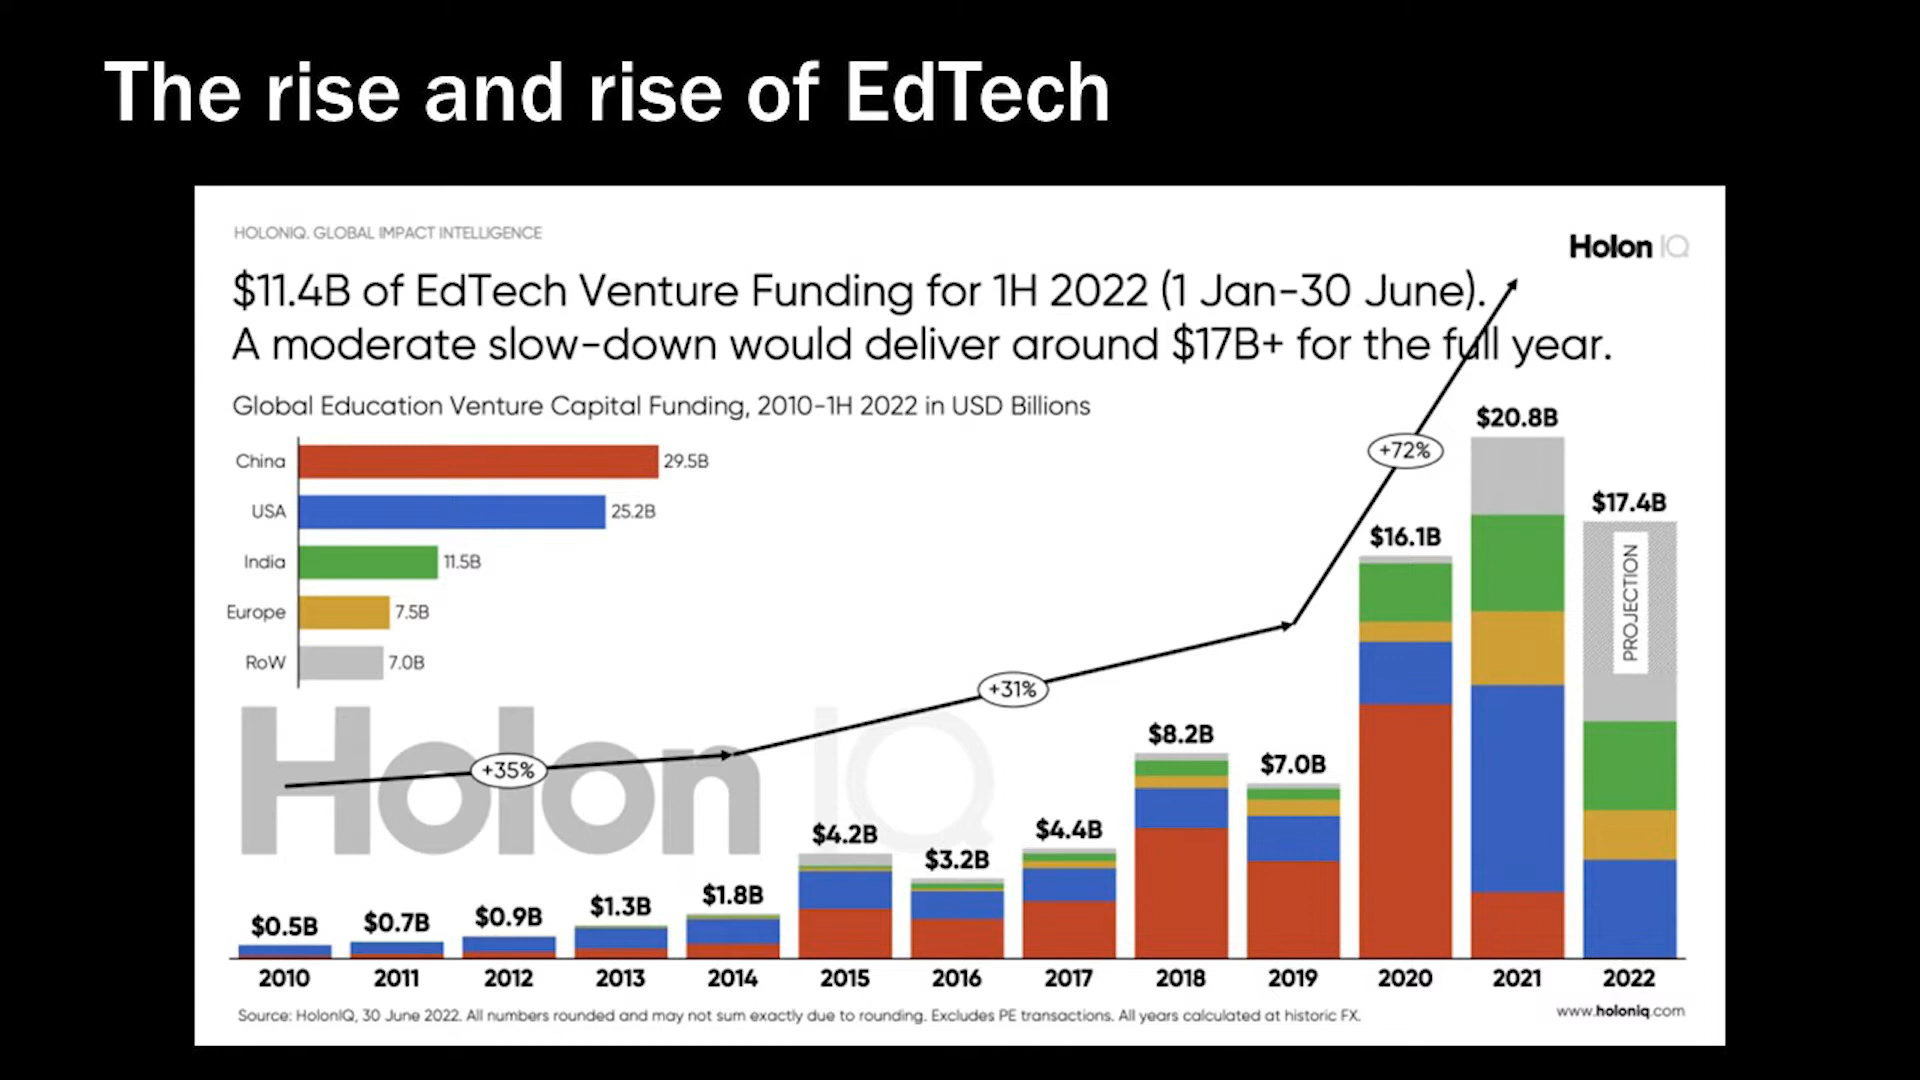 The rise and rise of EdTech
HOLONIQ. GLOBAL IMPACT INTELLIGENCE
Holon IQ
$11.4B of EdTech Venture Funding for 1H 2022 (1 Jan-30 June).
A moderate slow-down would deliver around $17B+ for the full year.
Global Education Venture Capital Funding, 2010-1H 2022 in USD Billions
China 29.5B
USA 25.2B
India 11.5B
Europe 7.5B
RoW 7.0B
Holon IQ
+35%
+31%
+72%
$0.5B
$0.7B
$0.9B
$1.3B
$1.8B
$4.2B
$3.2B
$4.4B
$8.2B
$7.0B
$16.1B
$20.8B
$17.4B
PROJECTION
2010 2011 2012 2013 2014 2015 2016 2017 2018 2019 2020 2021 2022
Source: HolonIQ, 30 June 2022. All numbers rounded and may not sum exactly due to rounding. Excludes PE transactions. All years calculated at historic FX.
www.holoniq.com